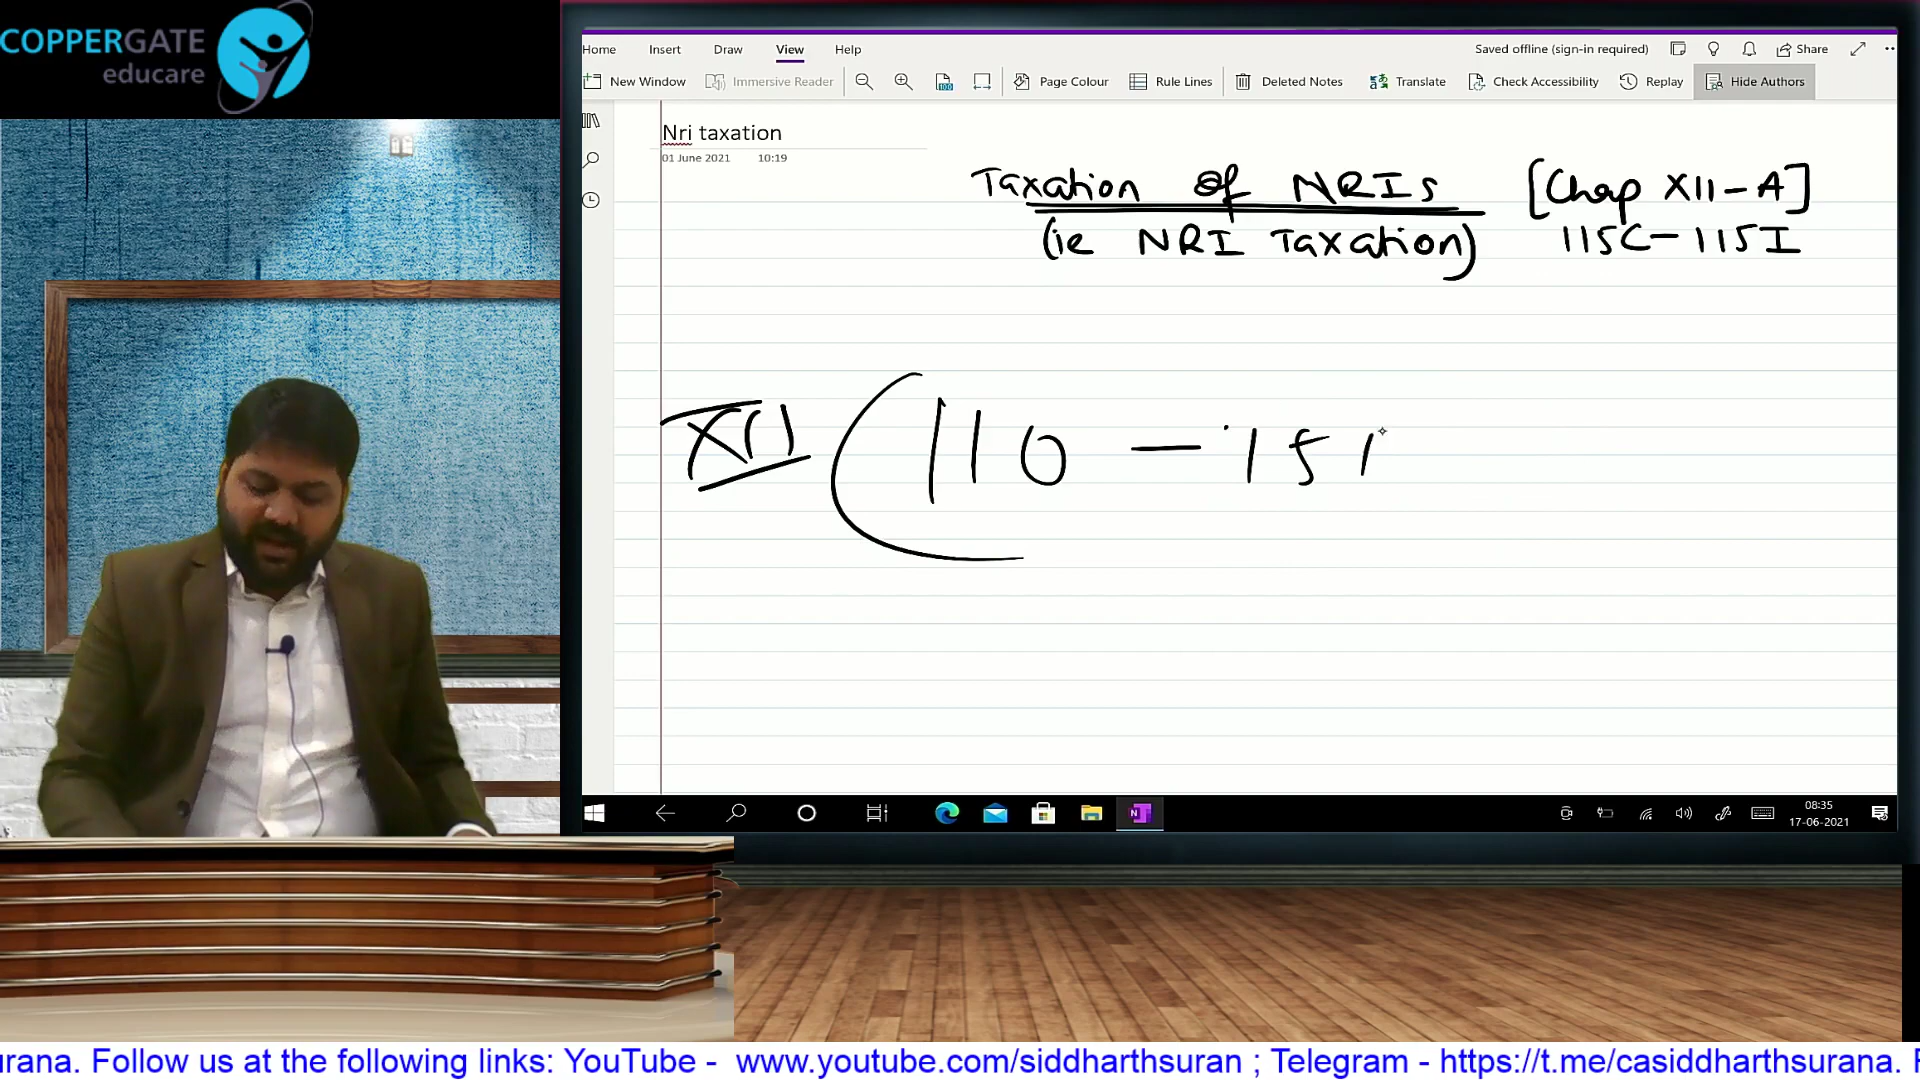 COPPERGATE
educare
Home Insert Draw View Help Saved offline (sign-in required) Share
New Window Immersive Reader 100 Page Colour Rule Lines Deleted Notes Translate Check Accessibility Replay Hide Authors
Nri taxation
01 June 2021 10:19
Taxation of NRIs [Chap XII-A]
(ie NRI Taxation) 115C-115I
XII (110 - 151
08:35
17-06-2021
urana. Follow us at the following links: YouTube - www.youtube.com/siddharthsuran ; Telegram - https://t.me/casiddharthsurana. F